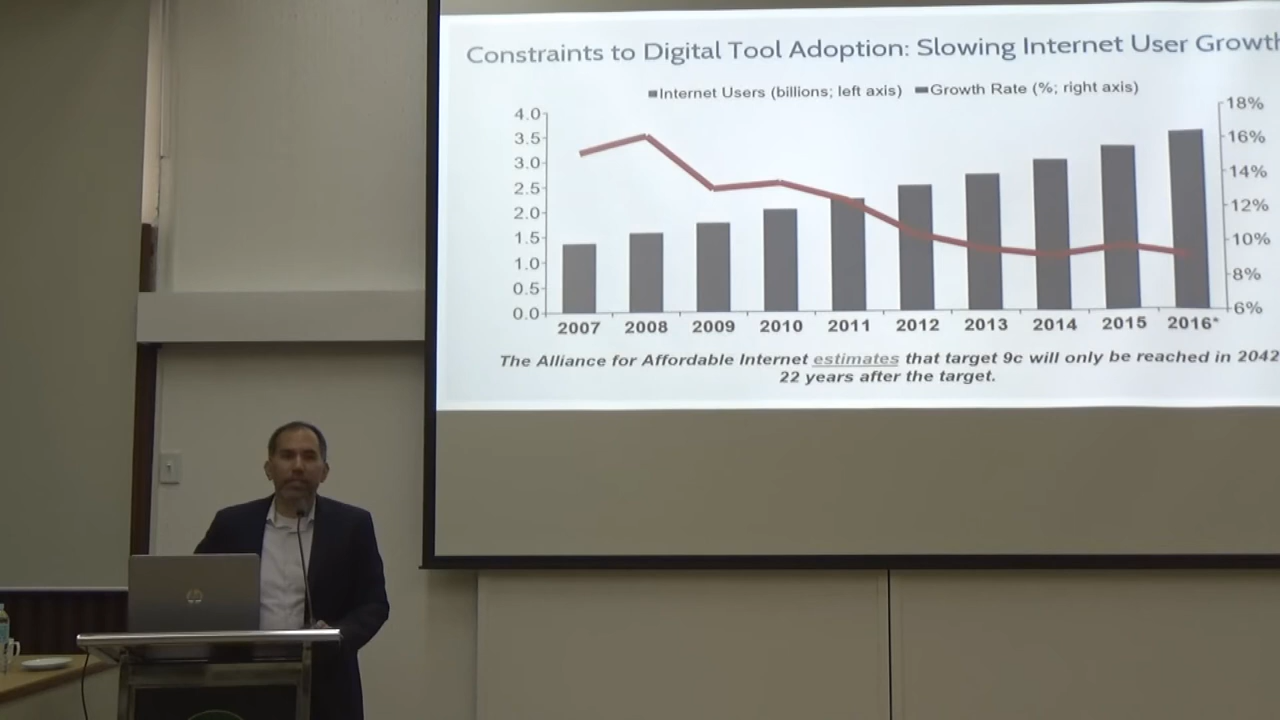 Constraints to Digital Tool Adoption: Slowing Internet User Growth
Internet Users (billions; left axis) Growth Rate (%; right axis)
4.0
3.5
3.0
2.5
2.0
1.5
1.0
0.5
0.0
18%
16%
14%
12%
10%
8%
6%
2007 2008 2009 2010 2011 2012 2013 2014 2015 2016*
The Alliance for Affordable Internet estimates that target 9c will only be reached in 2042
22 years after the target.
hp